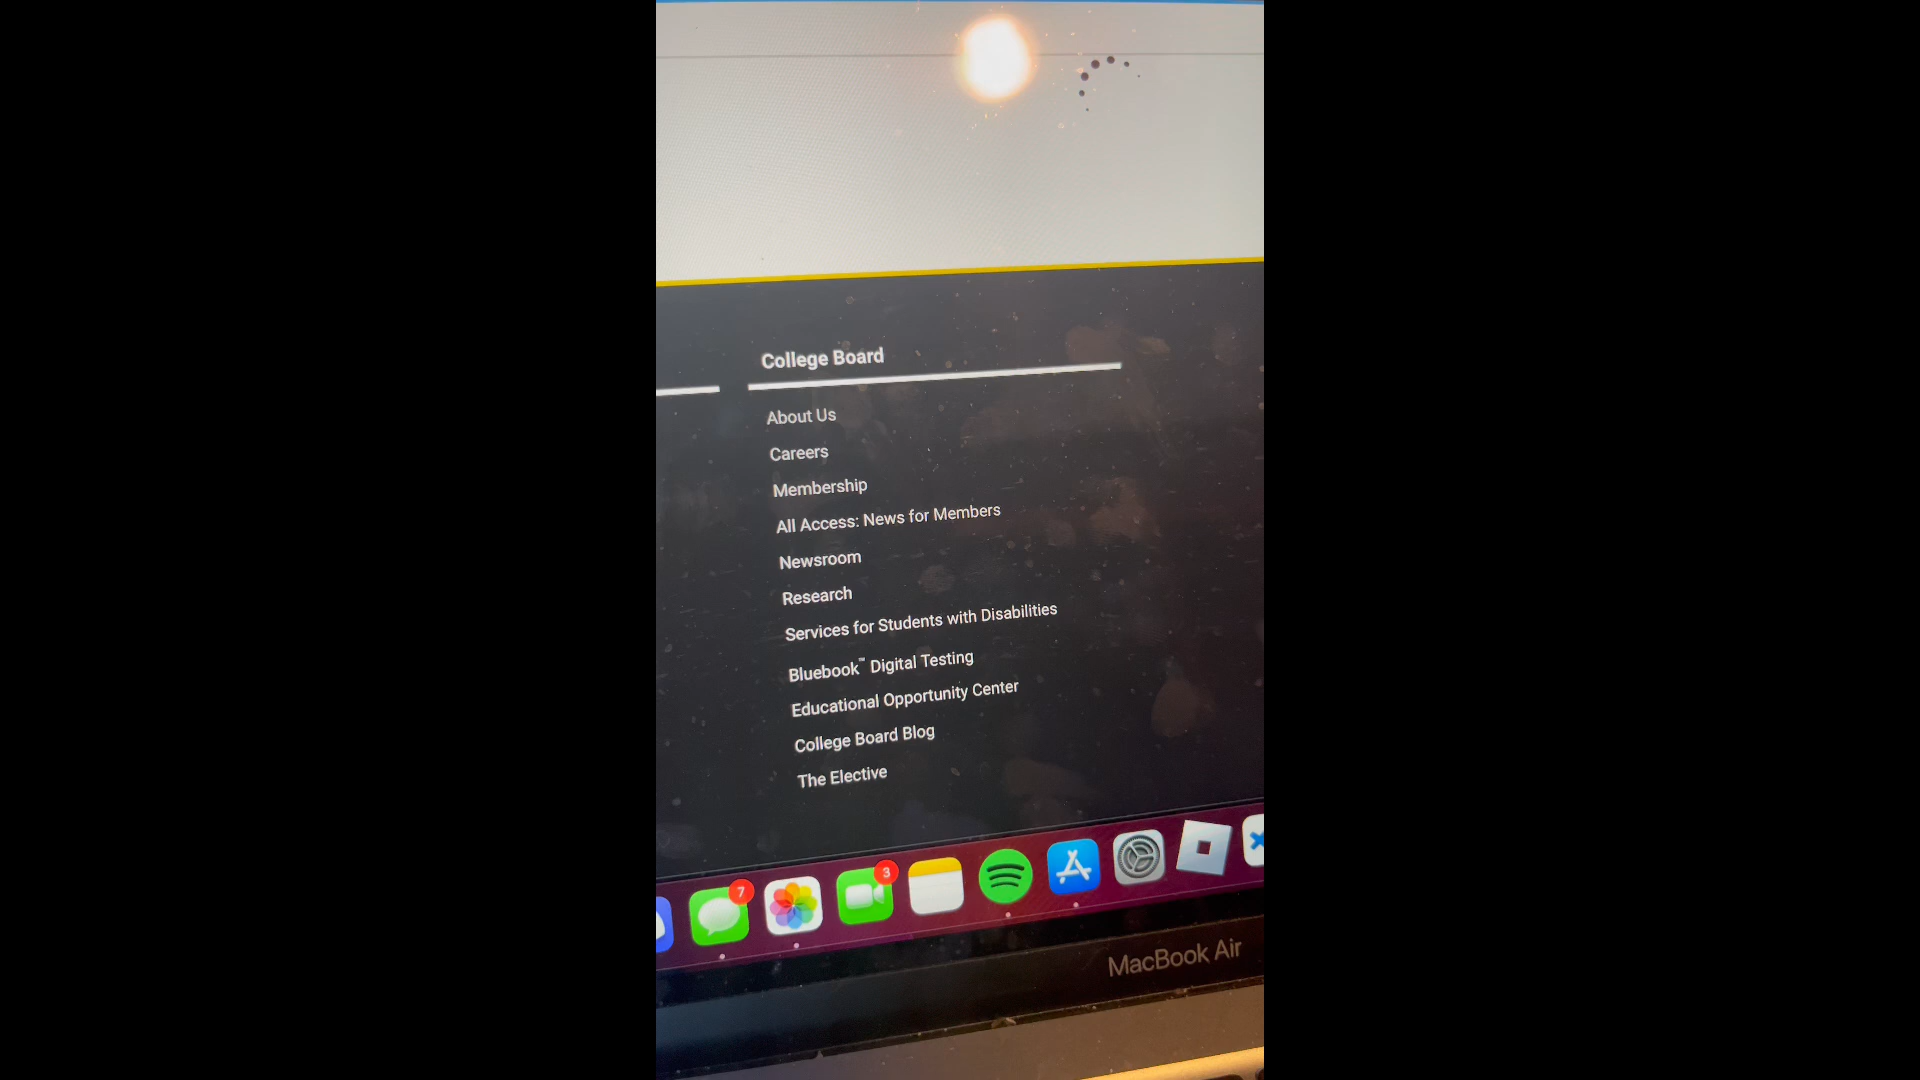 College Board
About Us
Careers
Membership
All Access: News for Members
Newsroom
Research
Services for Students with Disabilities
Bluebook™ Digital Testing
Educational Opportunity Center
College Board Blog
The Elective
7
3
MacBook Air